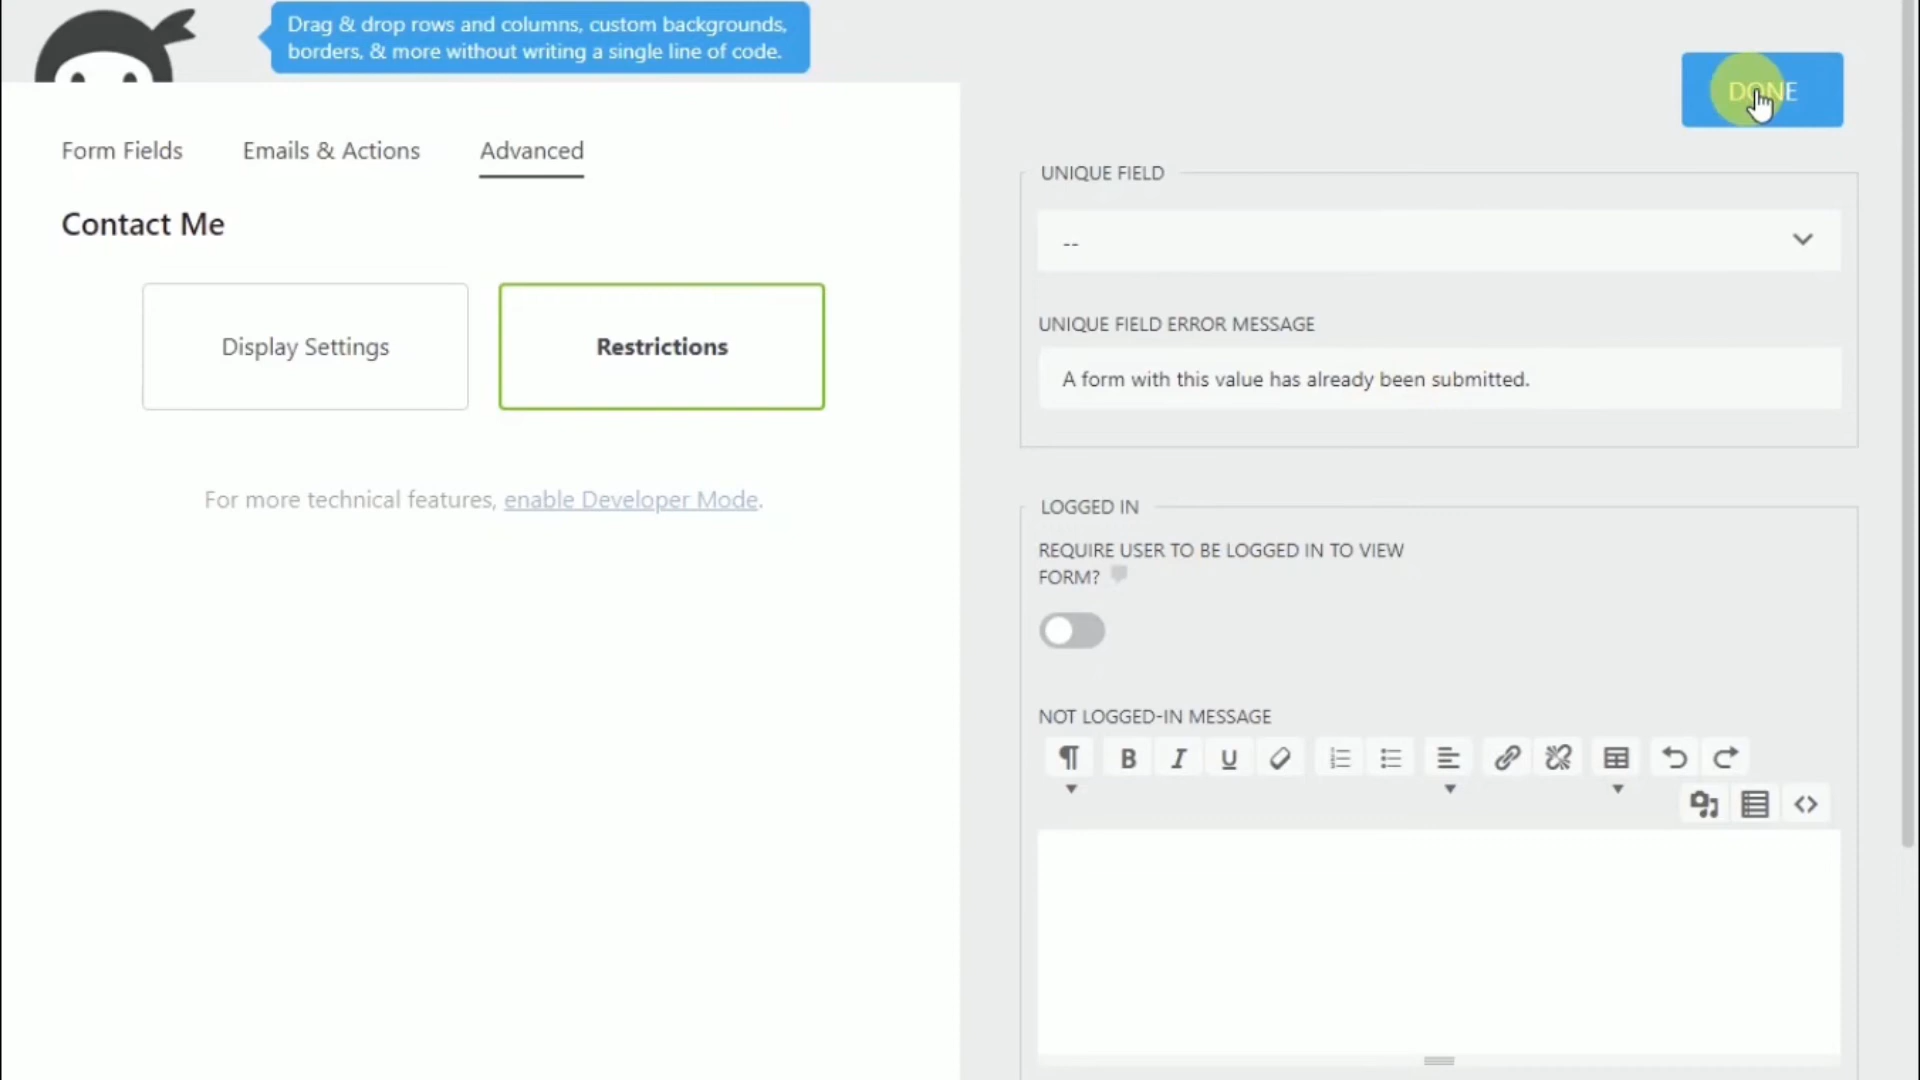 Drag & drop rows and columns, custom backgrounds,
borders, & more without writing a single line of code.
DONE
Form Fields
Emails & Actions
Advanced
Contact Me
Display Settings
Restrictions
For more technical features, enable Developer Mode.
UNIQUE FIELD
--
UNIQUE FIELD ERROR MESSAGE
A form with this value has already been submitted.
LOGGED IN
REQUIRE USER TO BE LOGGED IN TO VIEW
FORM?
NOT LOGGED-IN MESSAGE